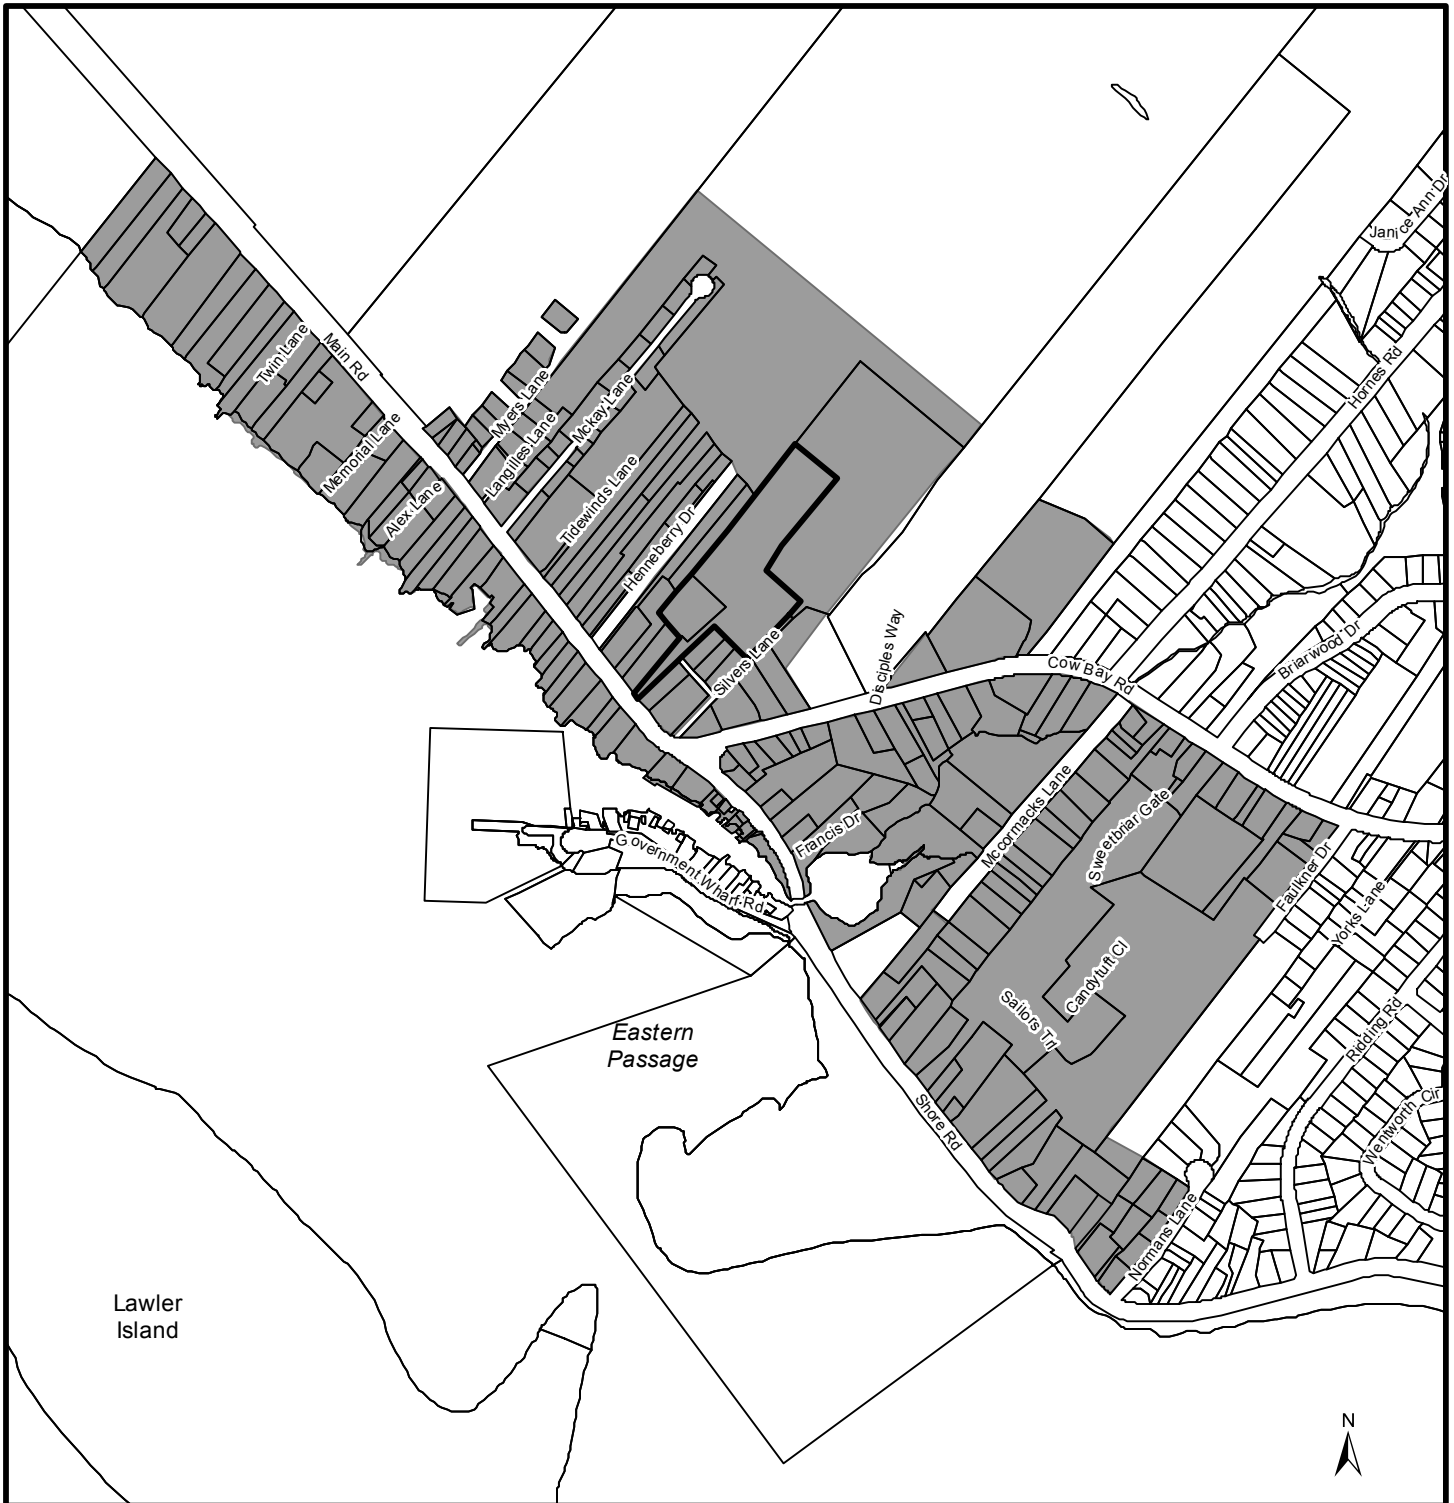 Janice Ann Dr
Twin Lane
Main Rd
Hornes Rd
Myers Lane
Mckay Lane
Langilles Lane
Memorial Lane
Alex Lane
Tidewinds Lane
Henneberry Dr
Silvers Lane
Disciples Way
Briarwood Dr
Cow Bay Rd
Mccormacks Lane
Sweetbriar Gate
Francis Dr
Government Wharf Rd
Faulkner Dr
Yorks Lane
Candytuft Cl
Sailors Trl
Ridding Rd
Eastern
Passage
Shore Rd
Wentworth Cir
Normans Lane
Lawler
Island
N